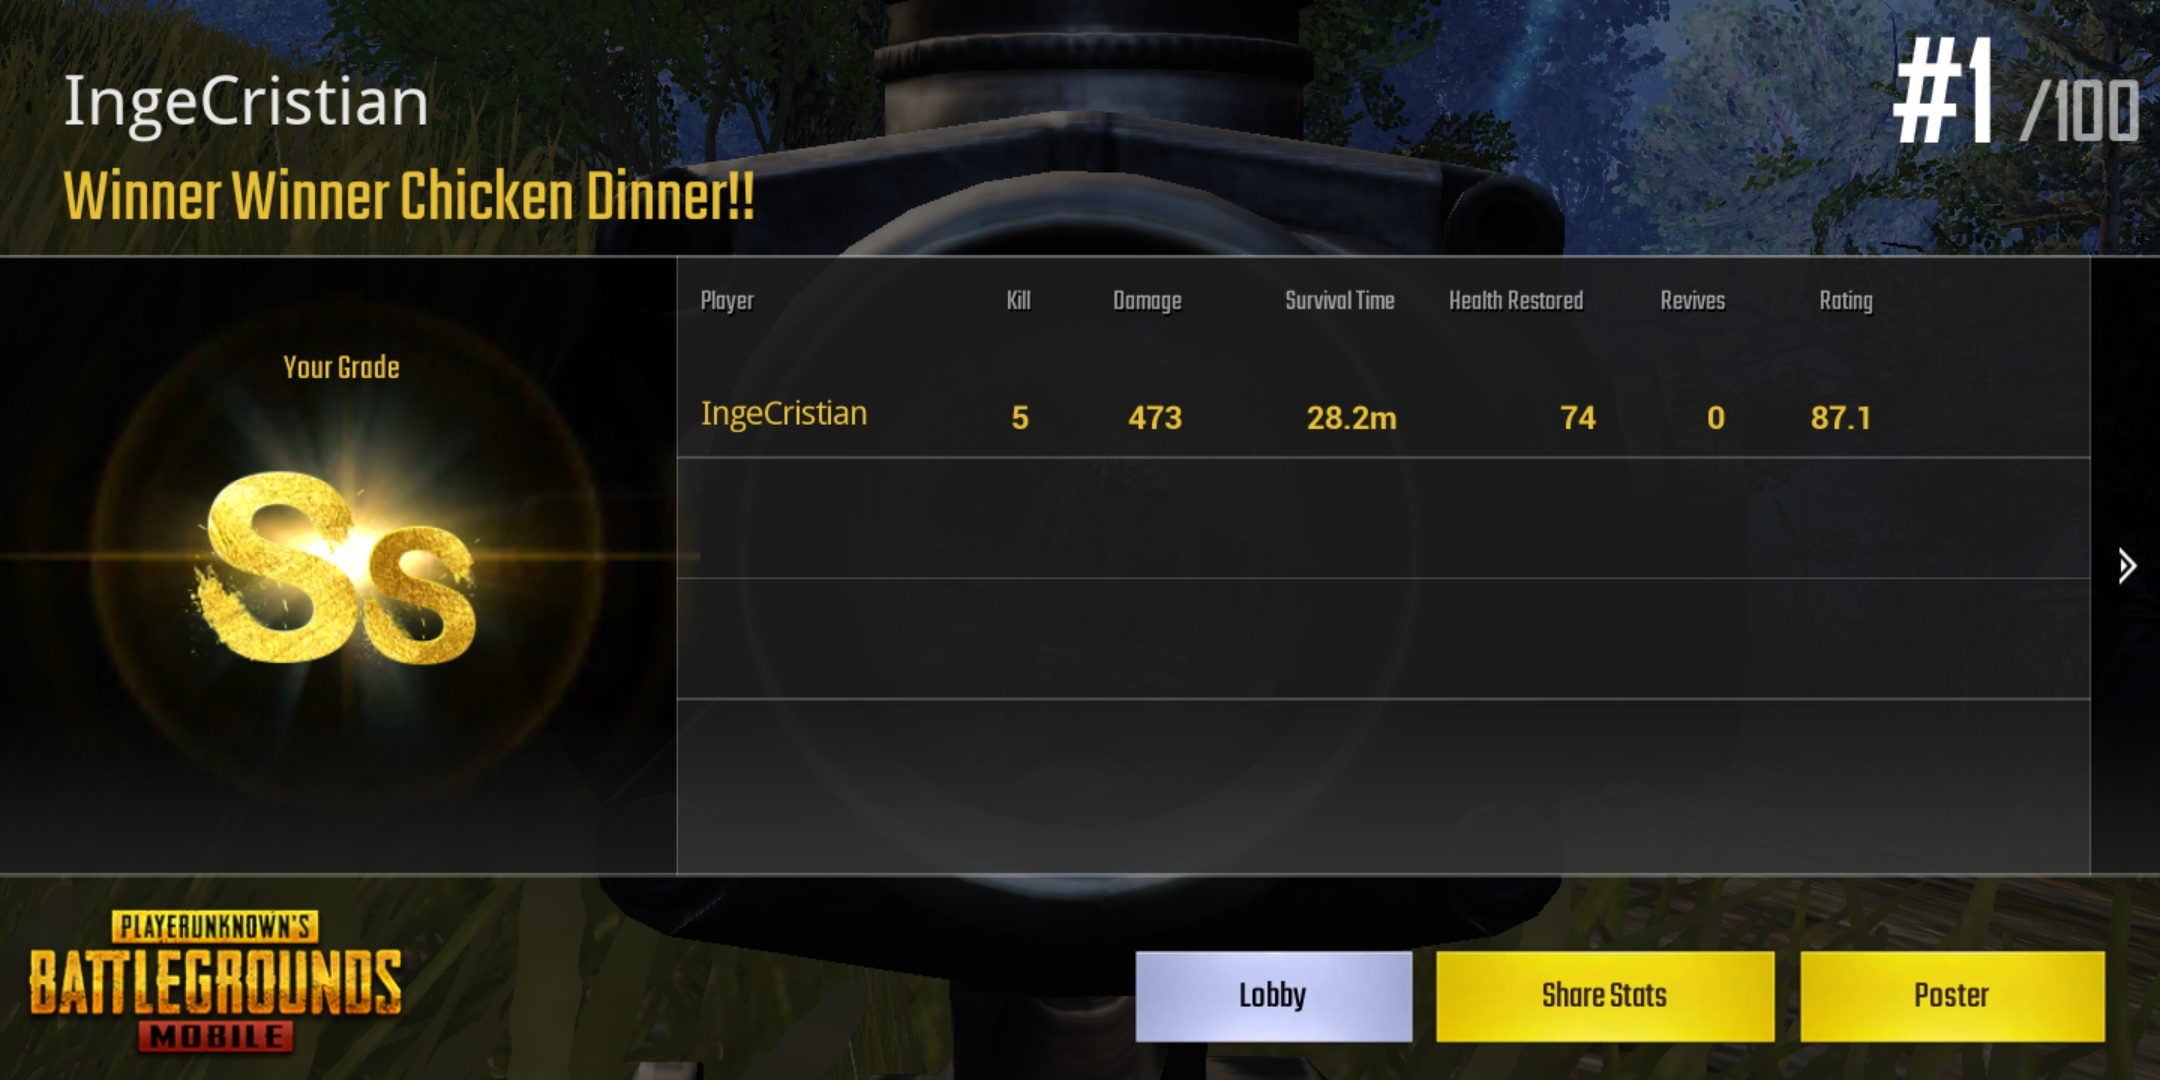 IngeCristian
#1 /100
Winner Winner Chicken Dinner!!
Your Grade
Ss
Player Kill Damage Survival Time Health Restored Revives Rating
IngeCristian 5 473 28.2m 74 0 87.1
PLAYERUNKNOWN'S
BATTLEGROUNDS
MOBILE
Lobby Share Stats Poster